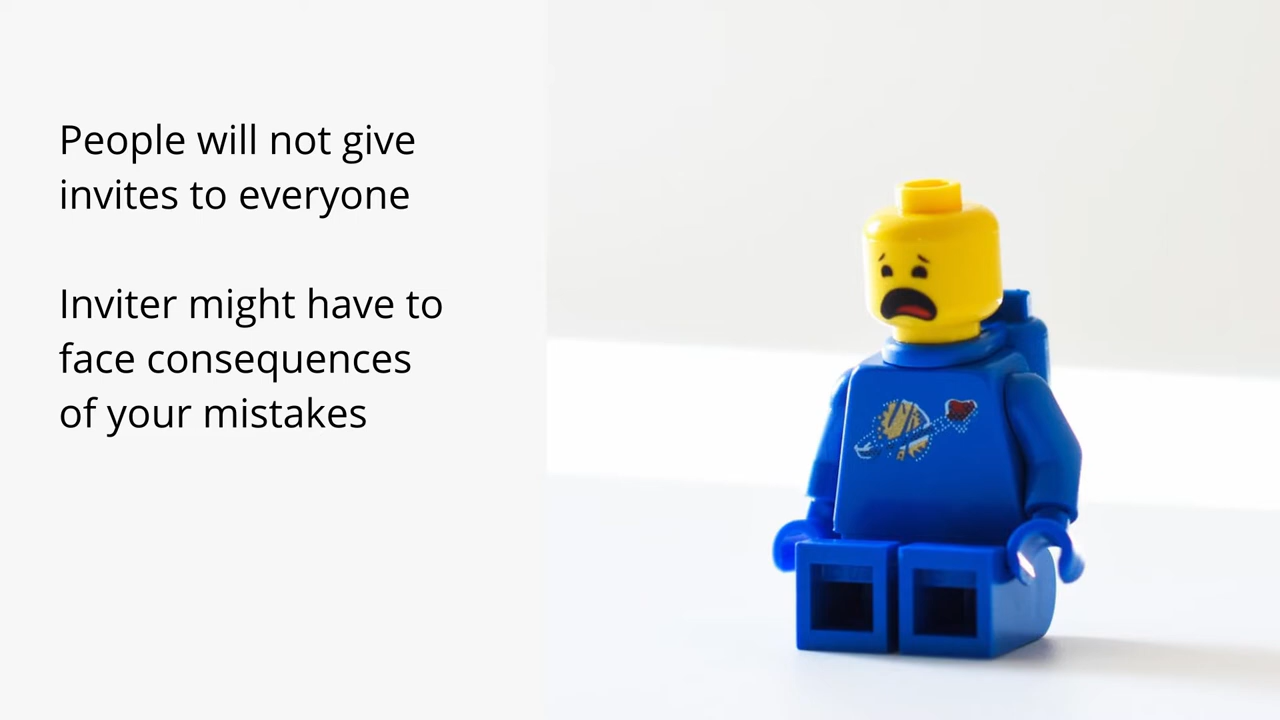 People will not give
invites to everyone
Inviter might have to
face consequences
of your mistakes